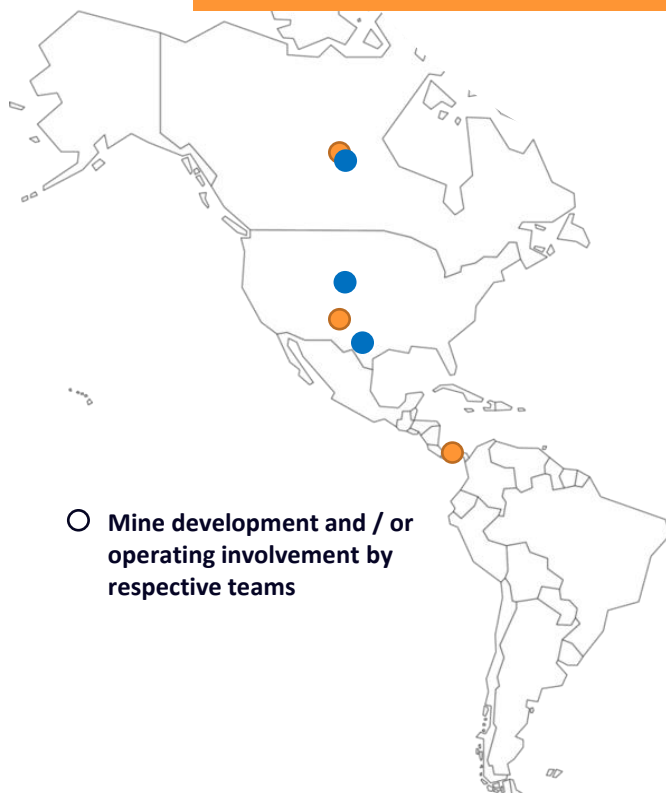 Mine development and / or
operating involvement by
respective teams